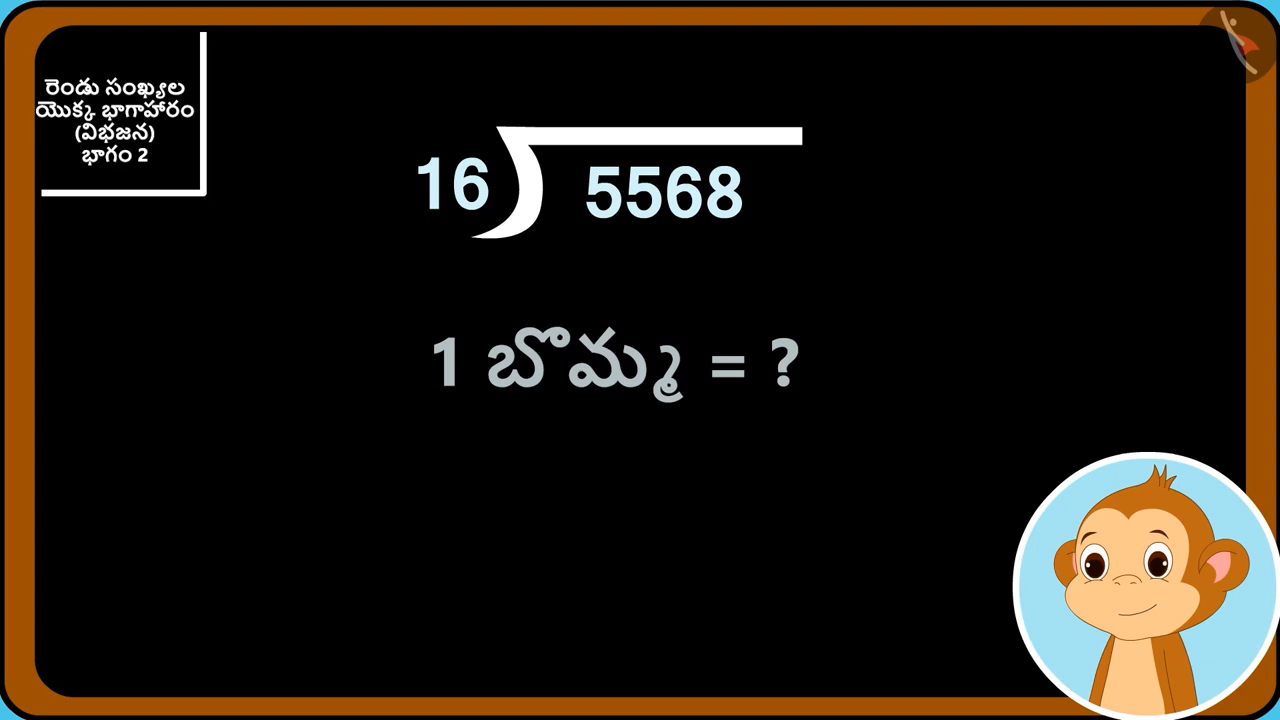 రెండు సంఖ్యల
యొక్క భాగాహారం
(విభజన)
భాగం 2
16 5568
1 బొమ్మ = ?